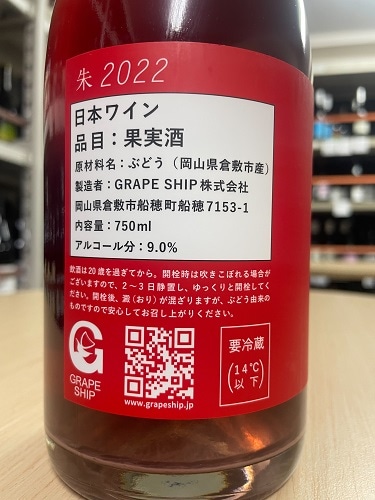 朱 2022
日本ワイン
品目：果実酒
原材料名：ぶどう（岡山県倉敷市産）
製造者：GRAPE SHIP株式会社
岡山県倉敷市船穂町船穂7153-1
内容量：750ml
アルコール分：9.0%
飲酒は20歳を過ぎてから。開栓時は吹きこぼれる場合が
ございますので、2～3日静置し、ゆっくりと開栓してく
ださい。開栓後、澱（おり）が混ざりますが、ぶどう由来の
ものですので安心してお召し上がりください。
GRAPE
SHIP
www.grapeship.jp
要冷蔵
（14℃以下）